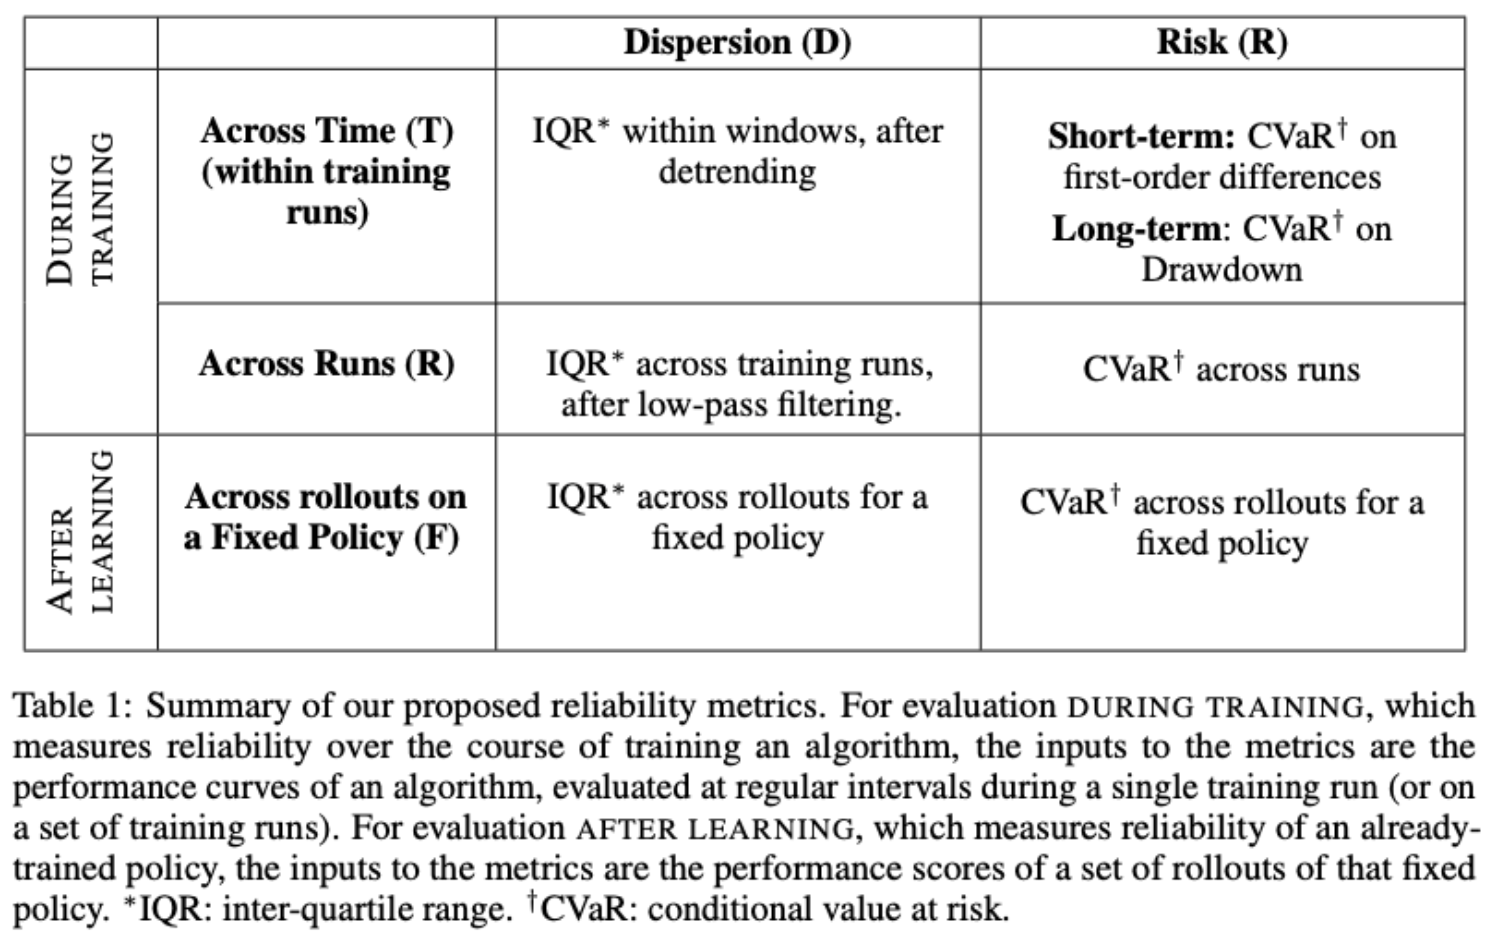 Dispersion (D)
Risk (R)
DURING
TRAINING
Across Time (T)
(within training
runs)
IQR* within windows, after
detrending
Short-term: CVaR† on
first-order differences
Long-term: CVaR† on
Drawdown
Across Runs (R)
IQR* across training runs,
after low-pass filtering.
CVaR† across runs
AFTER
LEARNING
Across rollouts on
a Fixed Policy (F)
IQR* across rollouts for a
fixed policy
CVaR† across rollouts for a
fixed policy
Table 1: Summary of our proposed reliability metrics. For evaluation DURING TRAINING, which
measures reliability over the course of training an algorithm, the inputs to the metrics are the
performance curves of an algorithm, evaluated at regular intervals during a single training run (or on
a set of training runs). For evaluation AFTER LEARNING, which measures reliability of an already-
trained policy, the inputs to the metrics are the performance scores of a set of rollouts of that fixed
policy. *IQR: inter-quartile range. †CVaR: conditional value at risk.